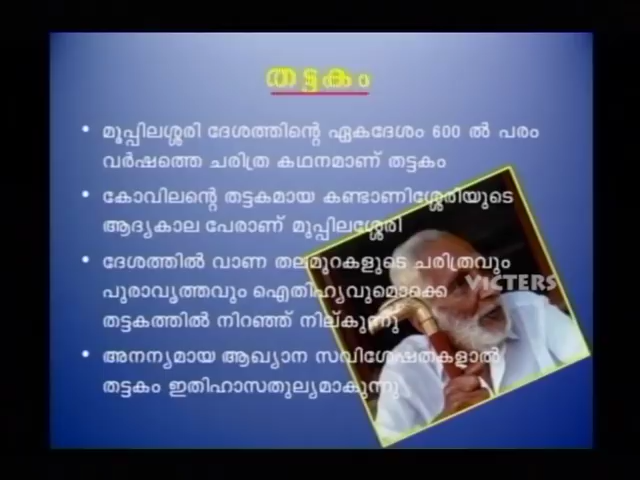 തട്ടകം
• മൂപ്പിലശ്ശരി ദേശത്തിന്റെ ഏകദേശം 600 ൽ പരം
വർഷത്തെ ചരിത്ര കഥനമാണ് തട്ടകം
• കോവിലന്റെ തട്ടകമായ കണ്ടാണിശ്ശേരിയുടെ
ആദ്യകാല പേരാണ് മുപ്പിലശ്ശേരി
• ദേശത്തിൽ വാണ തലമുറകളുടെ ചരിത്രവും
പുരാവൃത്തവും ഐതിഹ്യവുമൊക്കെ
തട്ടകത്തിൽ നിറഞ്ഞ് നില്കുന്നു
• അനന്യമായ ആഖ്യാന സവിശേഷതകളാൽ
തട്ടകം ഇതിഹാസതുല്യമാകുന്നു
VICTERS